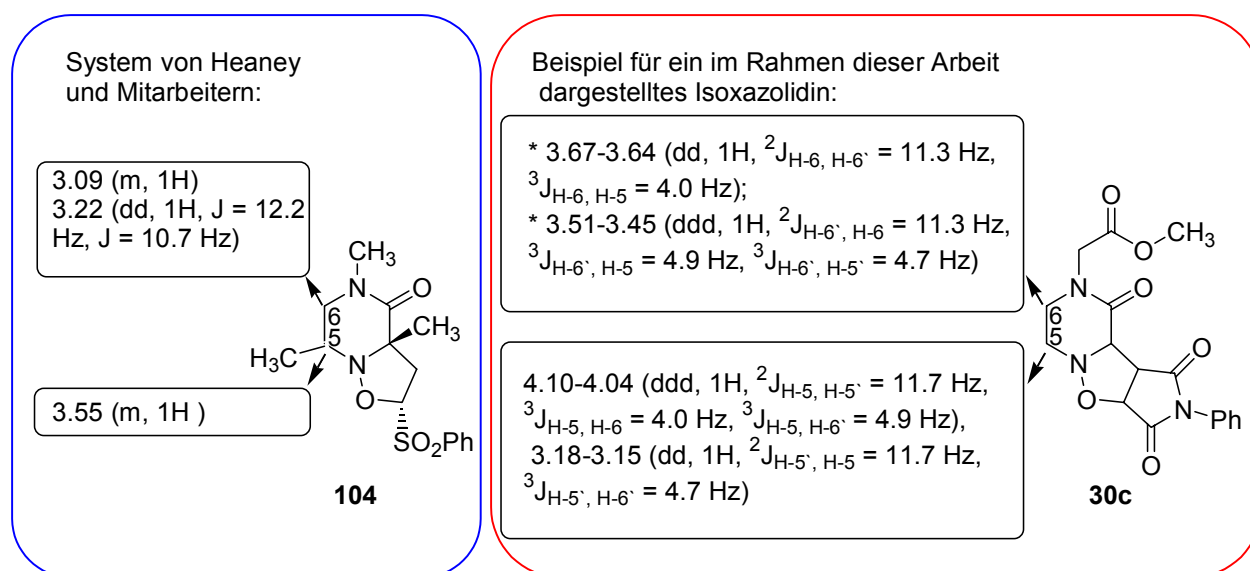 System von Heaney
und Mitarbeitern:
3.09 (m, 1H)
3.22 (dd, 1H, J = 12.2
Hz, J = 10.7 Hz)
3.55 (m, 1H )
CH3
N
O
6
5
CH3
H3C
N
O
SO2Ph
104
Beispiel für ein im Rahmen dieser Arbeit
dargestelltes Isoxazolidin:
* 3.67-3.64 (dd, 1H, 2JH-6, H-6` = 11.3 Hz,
3JH-6, H-5 = 4.0 Hz);
* 3.51-3.45 (ddd, 1H, 2JH-6`, H-6 = 11.3 Hz,
3JH-6`, H-5 = 4.9 Hz, 3JH-6`, H-5` = 4.7 Hz)
4.10-4.04 (ddd, 1H, 2JH-5, H-5` = 11.7 Hz,
3JH-5, H-6 = 4.0 Hz, 3JH-5, H-6` = 4.9 Hz),
3.18-3.15 (dd, 1H, 2JH-5`, H-5 = 11.7 Hz,
3JH-5`, H-6` = 4.7 Hz)
O
O
CH3
N
O
6
5
N
O
O
N
Ph
O
30c